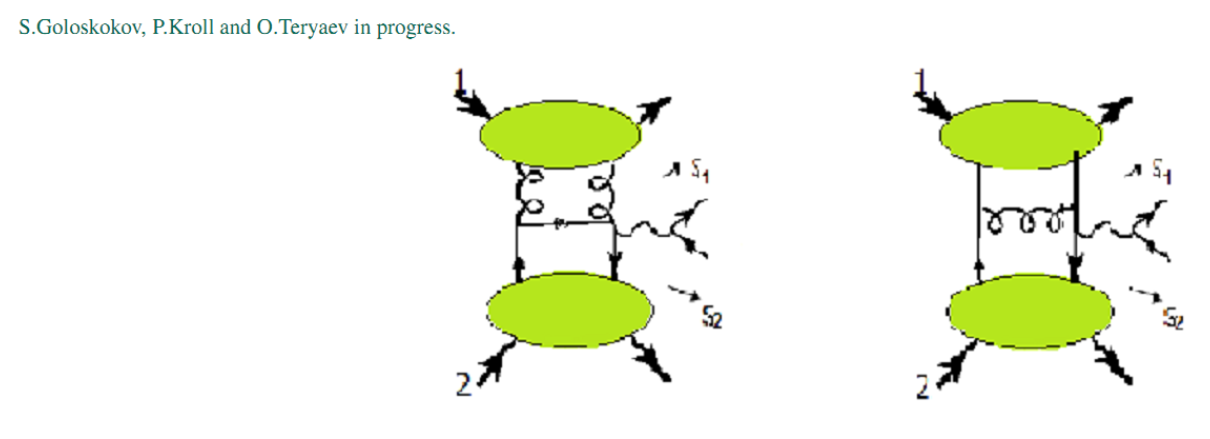 S.Goloskokov, P.Kroll and O.Teryaev in progress.
1 1
S1 S1
S2 S2
2 2